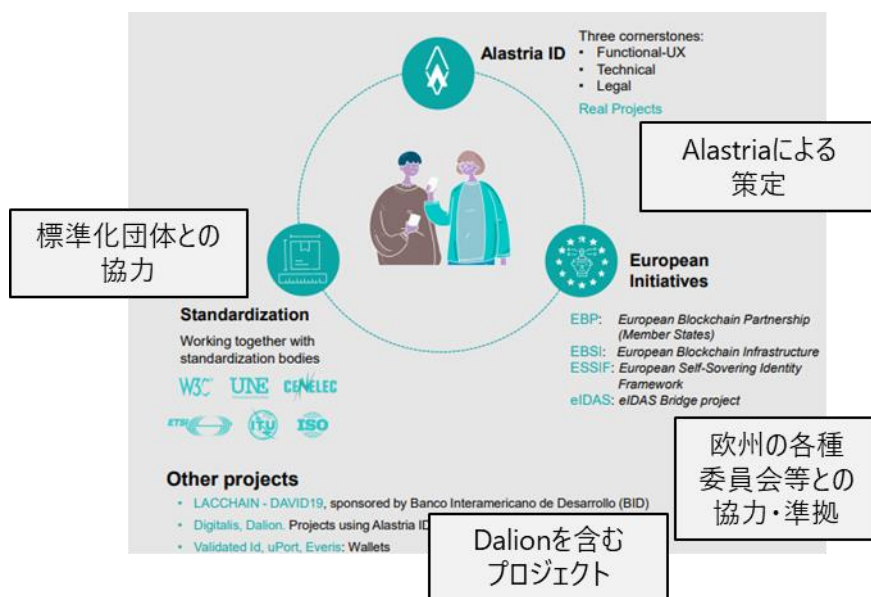 Alastria ID
Three cornerstones:
• Functional-UX
• Technical
• Legal
Real Projects
Alastriaによる
策定
標準化団体との
協力
European
Initiatives
EBP: European Blockchain Partnership
(Member States)
EBSI: European Blockchain Infrastructure
ESSIF: European Self-Sovering Identity
Framework
eIDAS: eIDAS Bridge project
Standardization
Working together with
standardization bodies
W3C UNE CENELEC
ETSI ITU ISO
欧州の各種
委員会等との
協力・準拠
Other projects
• LACCHAIN - DAVID19, sponsored by Banco Interamericano de Desarrollo (BID)
• Digitalis, Dalion. Projects using Alastria ID
• Validated Id, uPort, Everis: Wallets
Dalionを含む
プロジェクト